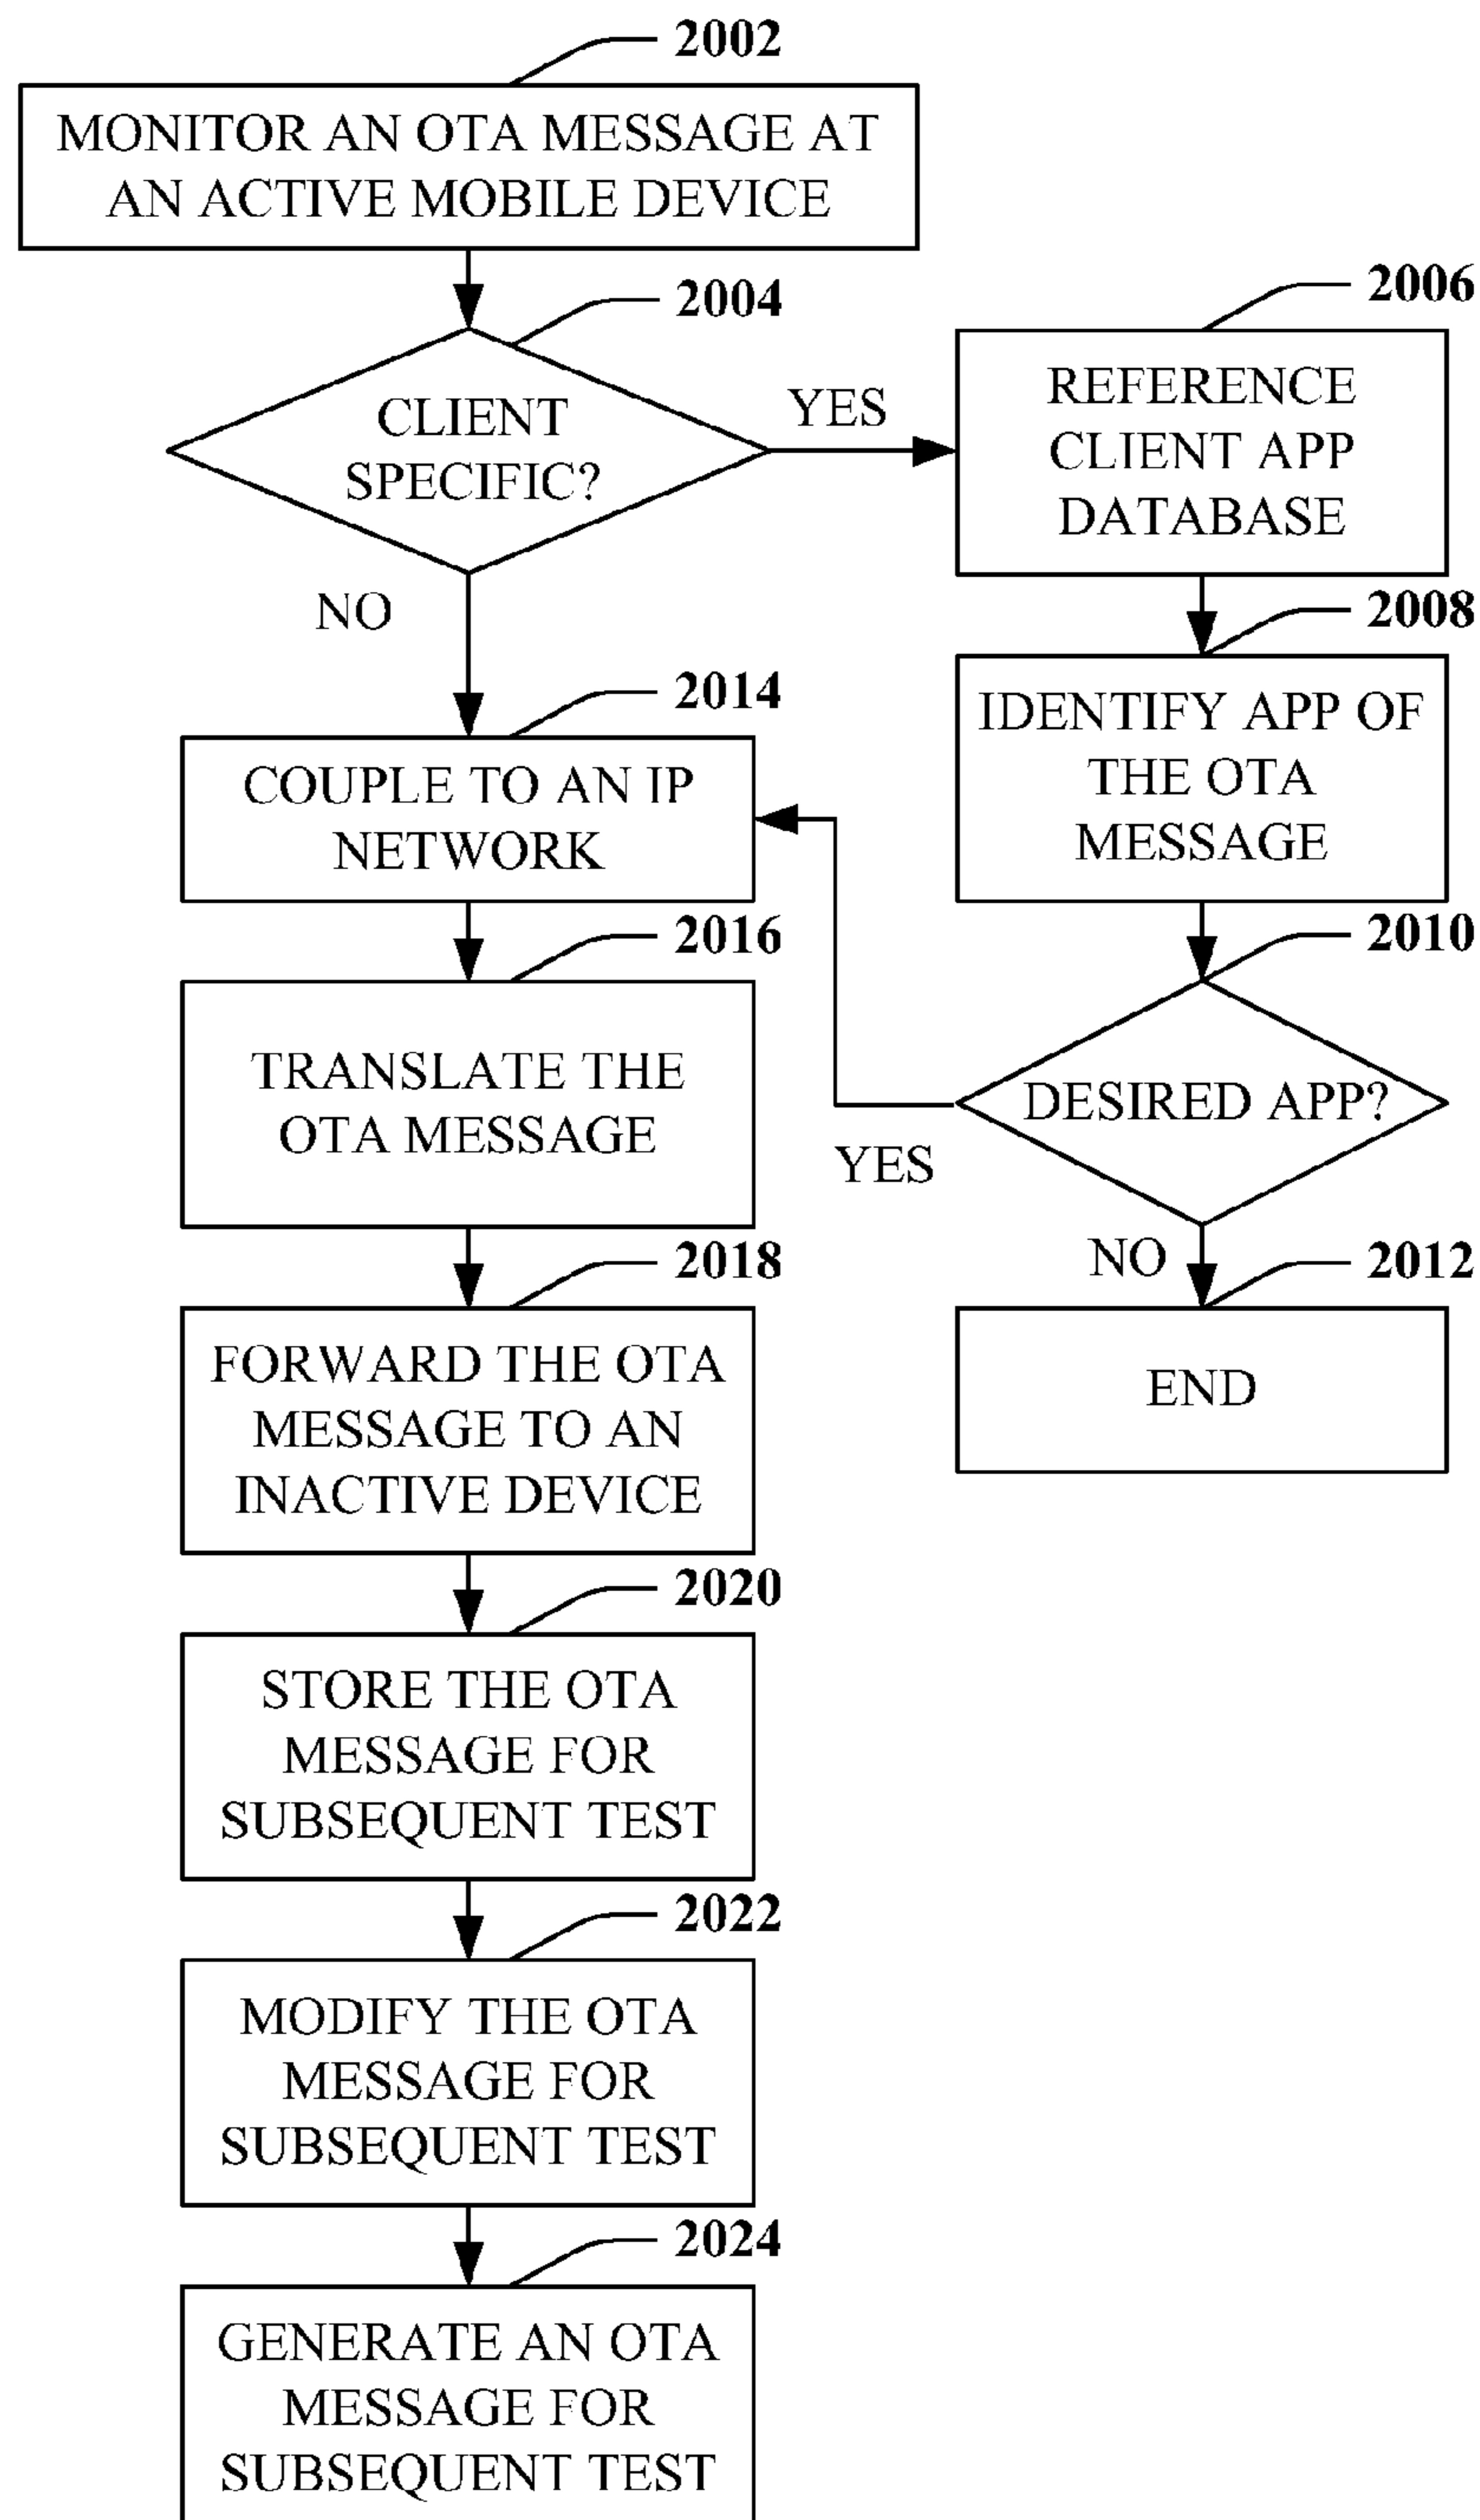 2002
MONITOR AN OTA MESSAGE AT
AN ACTIVE MOBILE DEVICE
2004
CLIENT
SPECIFIC?
YES
NO
2006
REFERENCE
CLIENT APP
DATABASE
2008
IDENTIFY APP OF
THE OTA
MESSAGE
2010
DESIRED APP?
YES
NO
2012
END
2014
COUPLE TO AN IP
NETWORK
2016
TRANSLATE THE
OTA MESSAGE
2018
FORWARD THE OTA
MESSAGE TO AN
INACTIVE DEVICE
2020
STORE THE OTA
MESSAGE FOR
SUBSEQUENT TEST
2022
MODIFY THE OTA
MESSAGE FOR
SUBSEQUENT TEST
2024
GENERATE AN OTA
MESSAGE FOR
SUBSEQUENT TEST